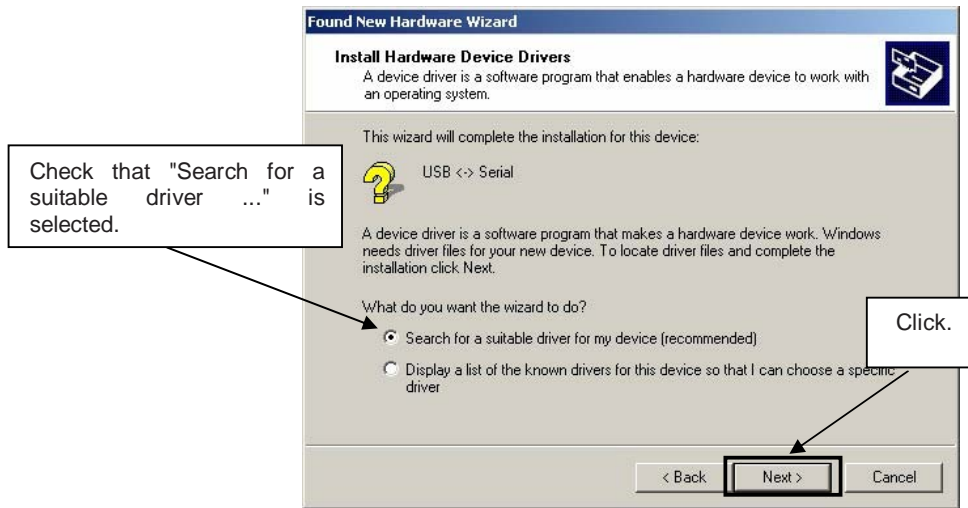 Found New Hardware Wizard
Install Hardware Device Drivers
A device driver is a software program that enables a hardware device to work with
an operating system.
This wizard will complete the installation for this device:
USB <-> Serial
Check that "Search for a
suitable driver ..." is
selected.
A device driver is a software program that makes a hardware device work. Windows
needs driver files for your new device. To locate driver files and complete the
installation click Next.
What do you want the wizard to do?
Search for a suitable driver for my device (recommended)
Click.
Display a list of the known drivers for this device so that I can choose a specific
driver
< Back
Next >
Cancel